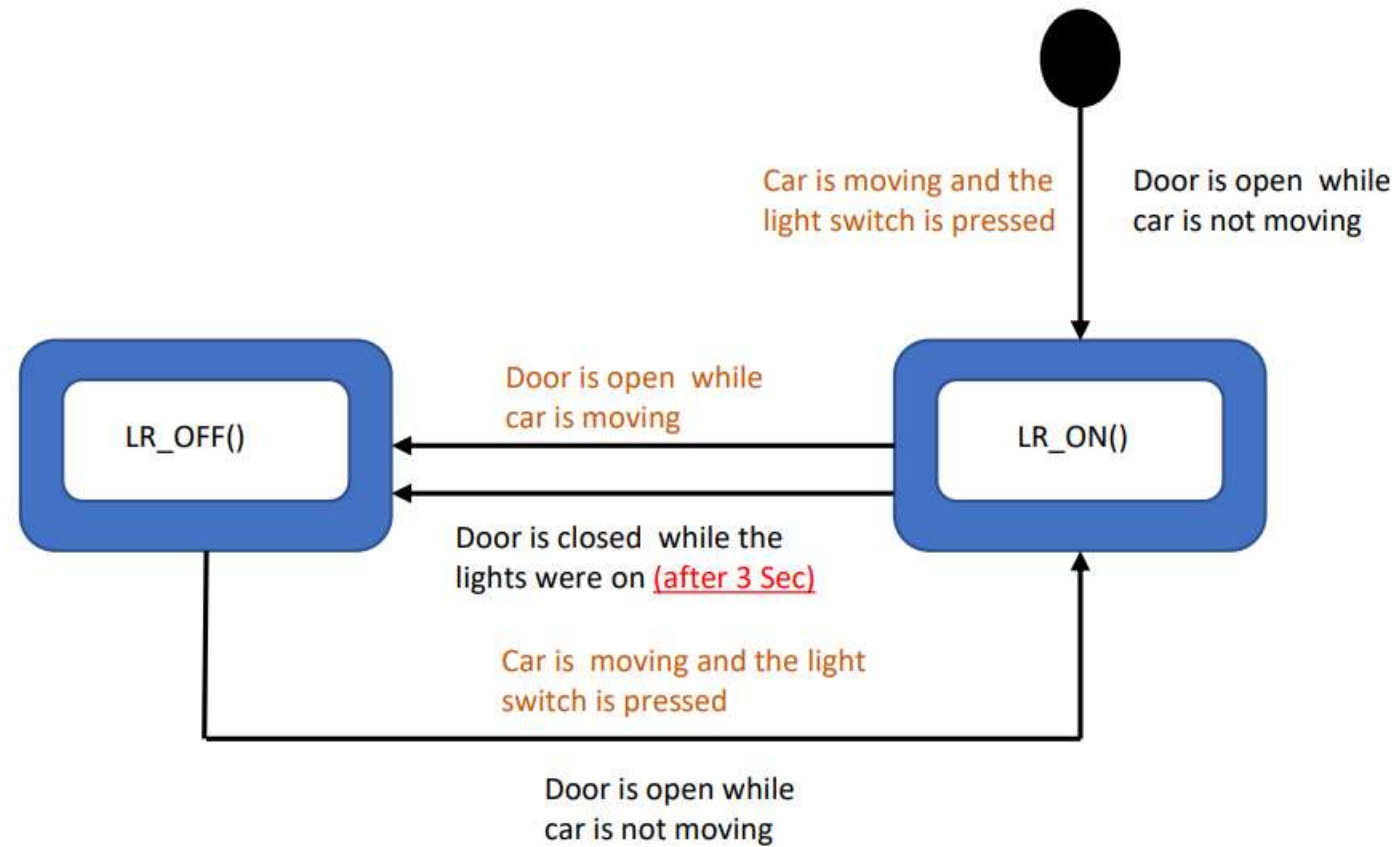 Car is moving and the
light switch is pressed
Door is open while
car is not moving
Door is open while
car is moving
LR_OFF()
LR_ON()
Door is closed while the
lights were on (after 3 Sec)
Car is moving and the light
switch is pressed
Door is open while
car is not moving